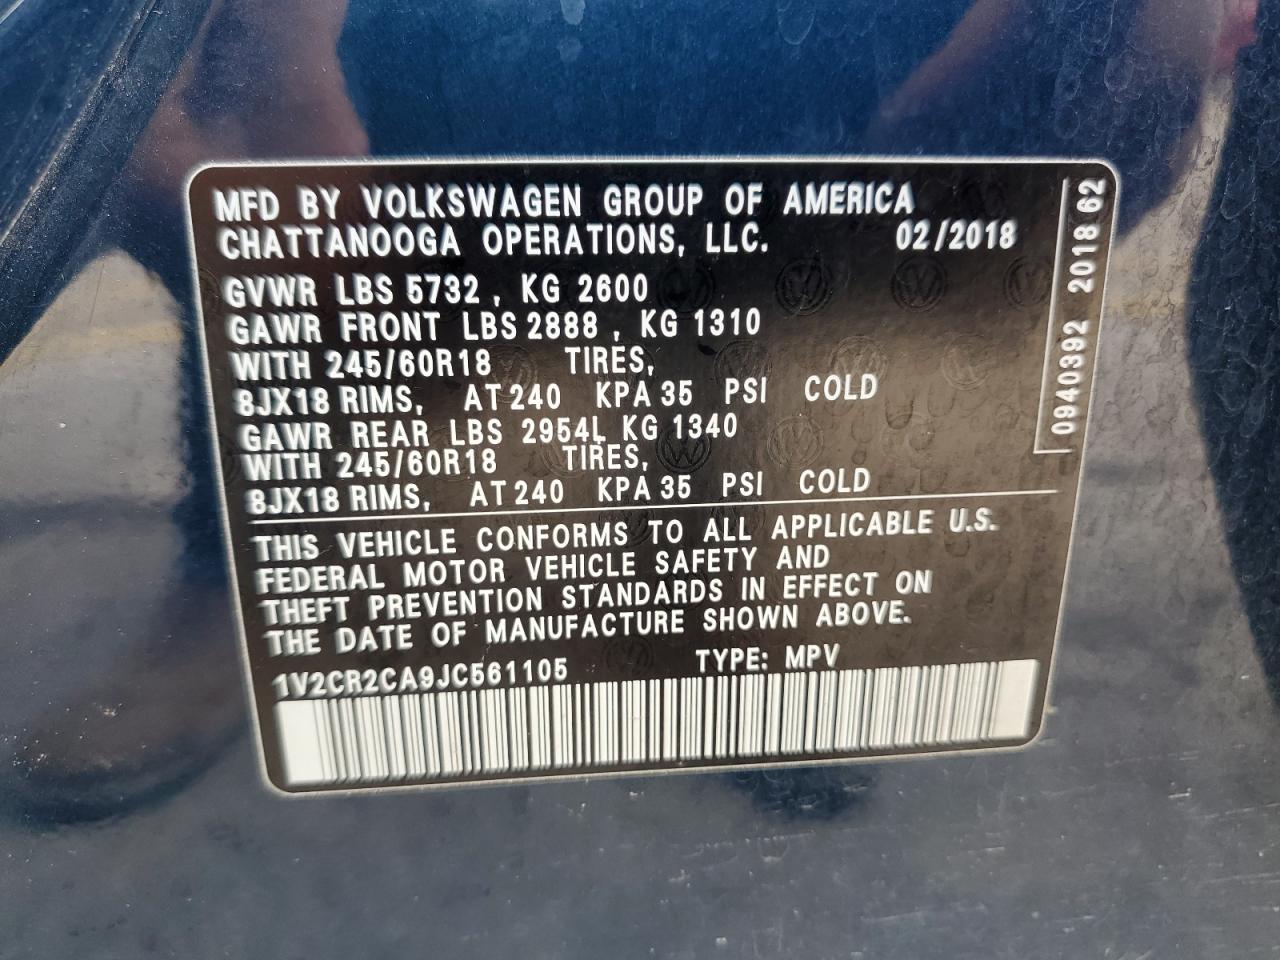 MFD BY VOLKSWAGEN GROUP OF AMERICA
CHATTANOOGA OPERATIONS, LLC. 02/2018
GVWR LBS 5732, KG 2600
GAWR FRONT LBS 2888, KG 1310
WITH 245/60R18 TIRES,
8JX18 RIMS, AT 240 KPA 35 PSI COLD
GAWR REAR LBS 2954L KG 1340
WITH 245/60R18 TIRES,
8JX18 RIMS, AT 240 KPA 35 PSI COLD
THIS VEHICLE CONFORMS TO ALL APPLICABLE U.S.
FEDERAL MOTOR VEHICLE SAFETY AND
THEFT PREVENTION STANDARDS IN EFFECT ON
THE DATE OF MANUFACTURE SHOWN ABOVE.
1V2CR2CA9JC561105 TYPE: MPV
0940392 2018 62